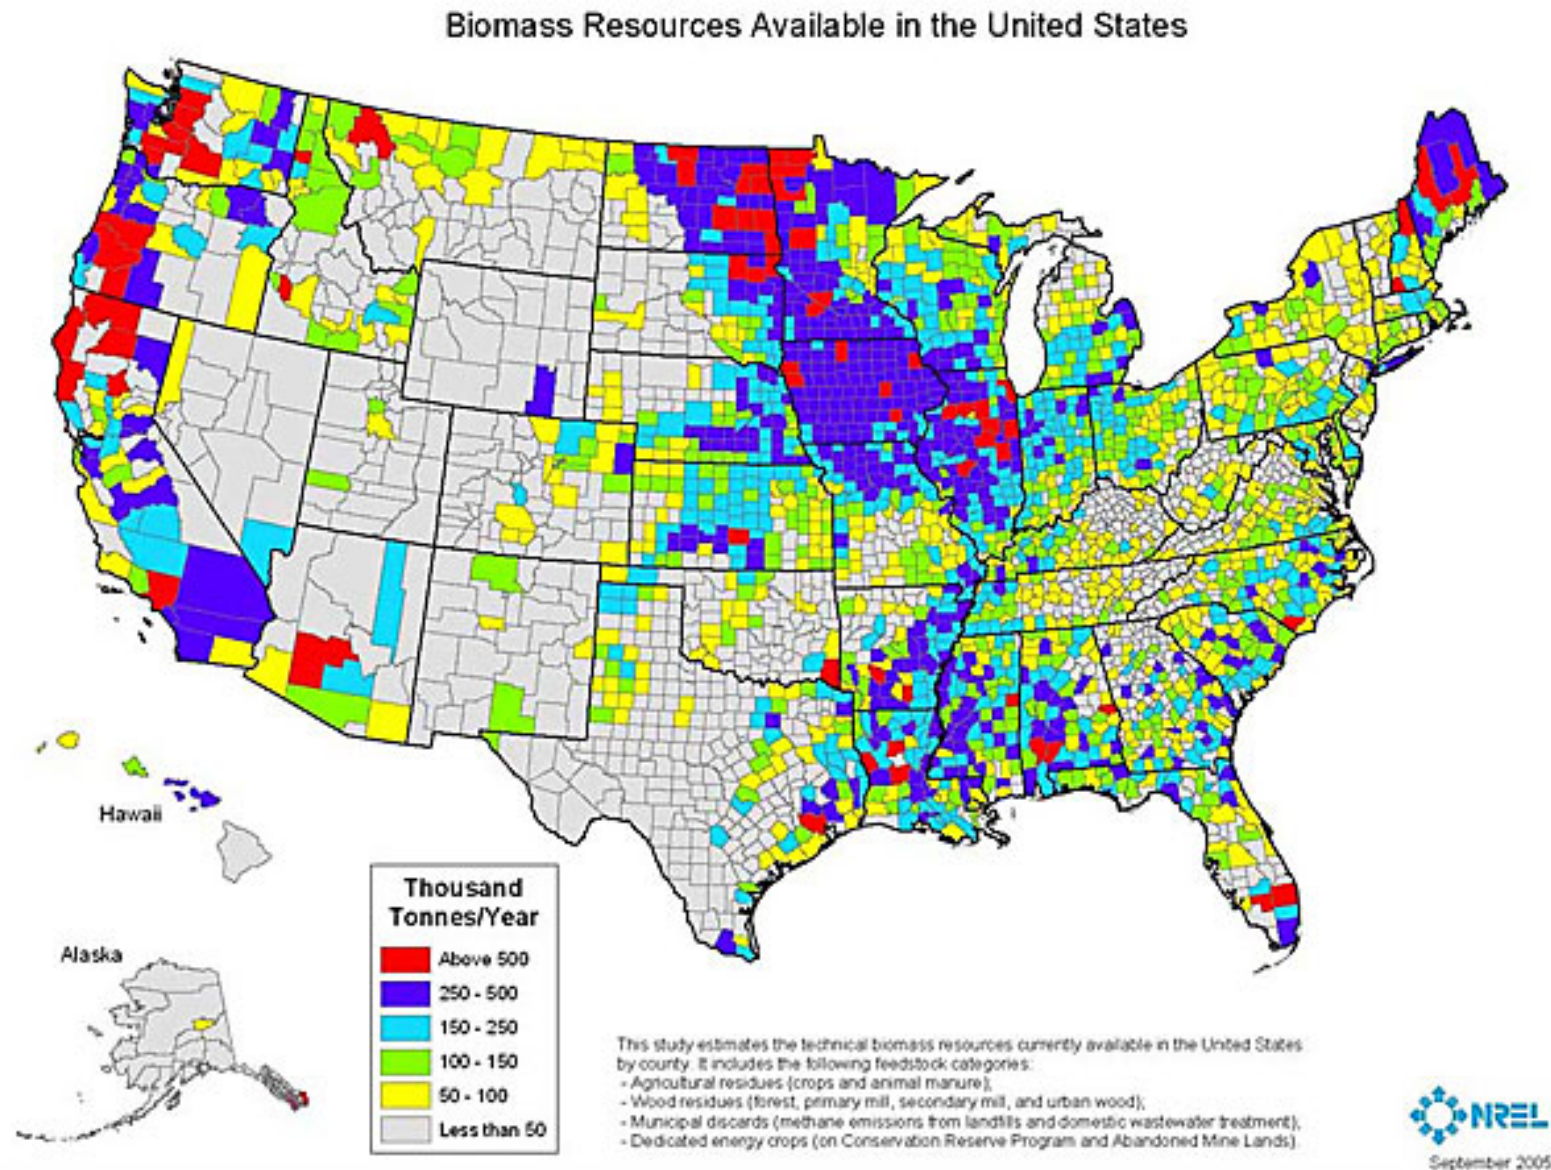 Biomass Resources Available in the United States
Hawaii
Alaska
Thousand
Tonnes/Year
Above 500
250 - 500
150 - 250
100 - 150
50 - 100
Less than 50
This study estimates the technical biomass resources currently available in the United States
by county. It includes the following feedstock categories:
- Agricultural residues (crops and animal manure);
- Wood residues (forest, primary mill, secondary mill, and urban wood);
- Municipal discards (methane emissions from landfills and domestic wastewater treatment);
- Dedicated energy crops (on Conservation Reserve Program and Abandoned Mine Lands).
NREL
September 2005